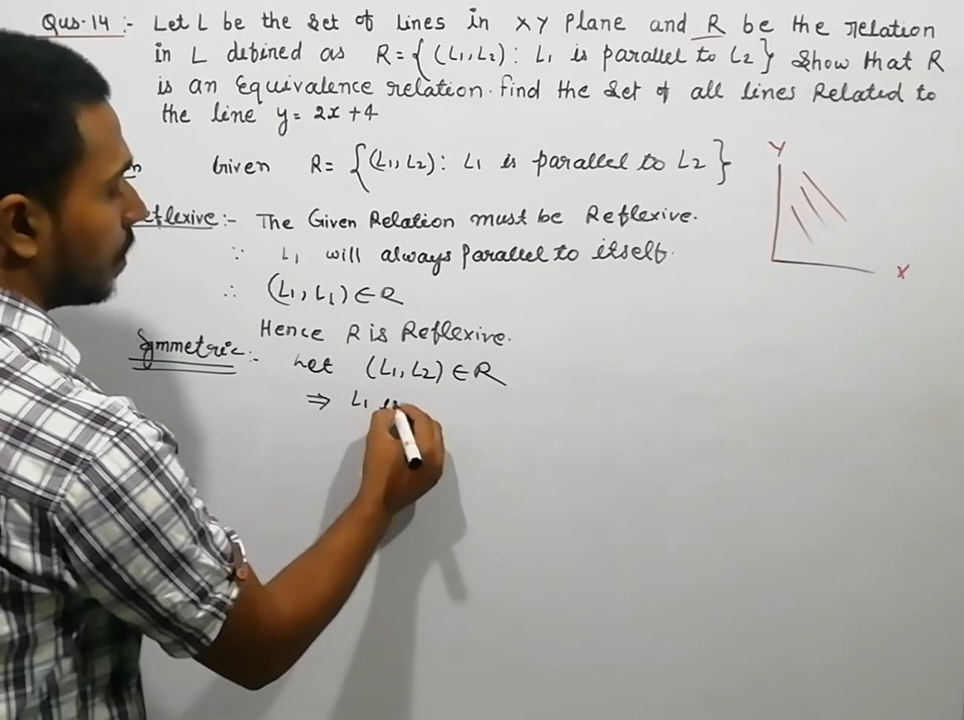 Qus.14 :- Let L be the set of lines in XY Plane and R be the relation
in L defined as R = { (L1, L2) : L1 is parallel to L2 } Show that R
is an Equivalence relation. Find the set of all lines Related to
the line y = 2x + 4
Given R = { (L1, L2) : L1 is parallel to L2 }
:- The Given Relation must be Reflexive.
∵ L1 will always Parallel to itself.
∴ (L1, L1) ∈ R
Hence R is Reflexive.
Symmetric :- Let (L1, L2) ∈ R
⇒ L1
Y
X